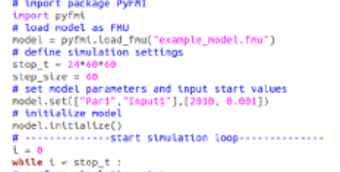 # import package PyFMI
import pyfmi
# load model as FMU
model = pyfmi.load_fmu("example_model.fmu")
# define simulation settings
stop_t = 24*60*60
step_size = 60
# set model parameters and input start values
model.set(["Par1","Input1"],[2010, 0.001])
# initialize model
model.initialize()
# -------------start simulation loop--------------
i = 0
while i < stop_t :